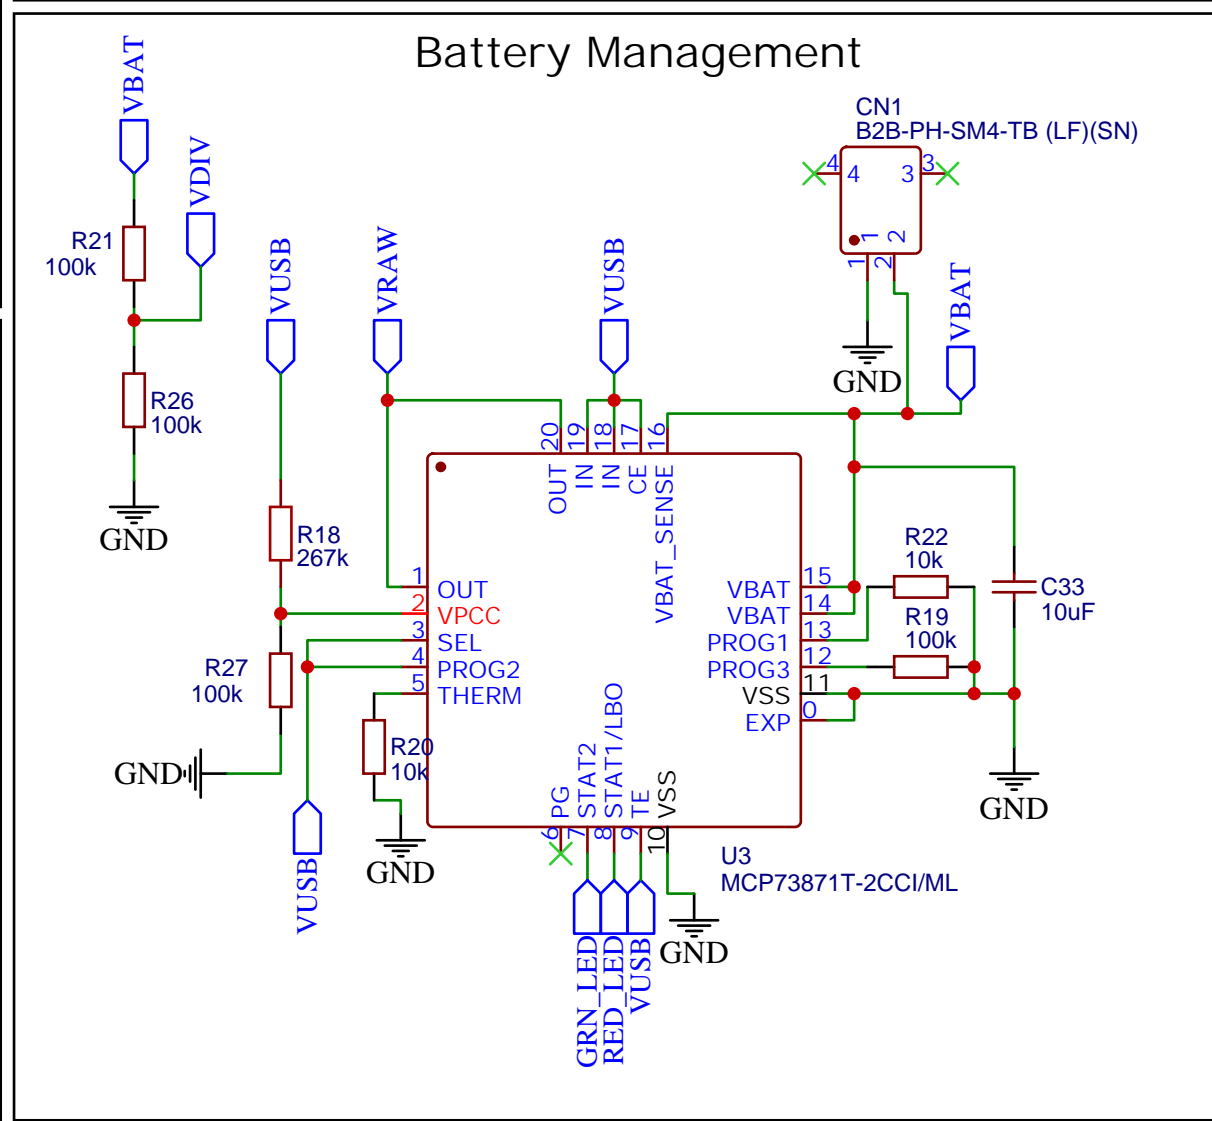 Battery Management
VBAT
VDIV
R21
100k
R26
100k
GND
VUSB
VRAW
VUSB
CN1
B2B-PH-SM4-TB (LF)(SN)
4
4
3
3
1
2
1
2
GND
VBAT
R18
267k
R27
100k
GND
VUSB
20
19
18
17
16
OUT
IN
IN
CE
VBAT_SENSE
1
OUT
2
VPCC
3
SEL
4
PROG2
5
THERM
R20
10k
GND
15
VBAT
14
VBAT
13
PROG1
12
PROG3
11
VSS
0
EXP
R22
10k
R19
100k
C33
10uF
GND
PG
STAT2
STAT1/LBO
TE
VSS
6
7
8
9
10
GRN_LED
RED_LED
VUSB
GND
U3
MCP73871T-2CCI/ML